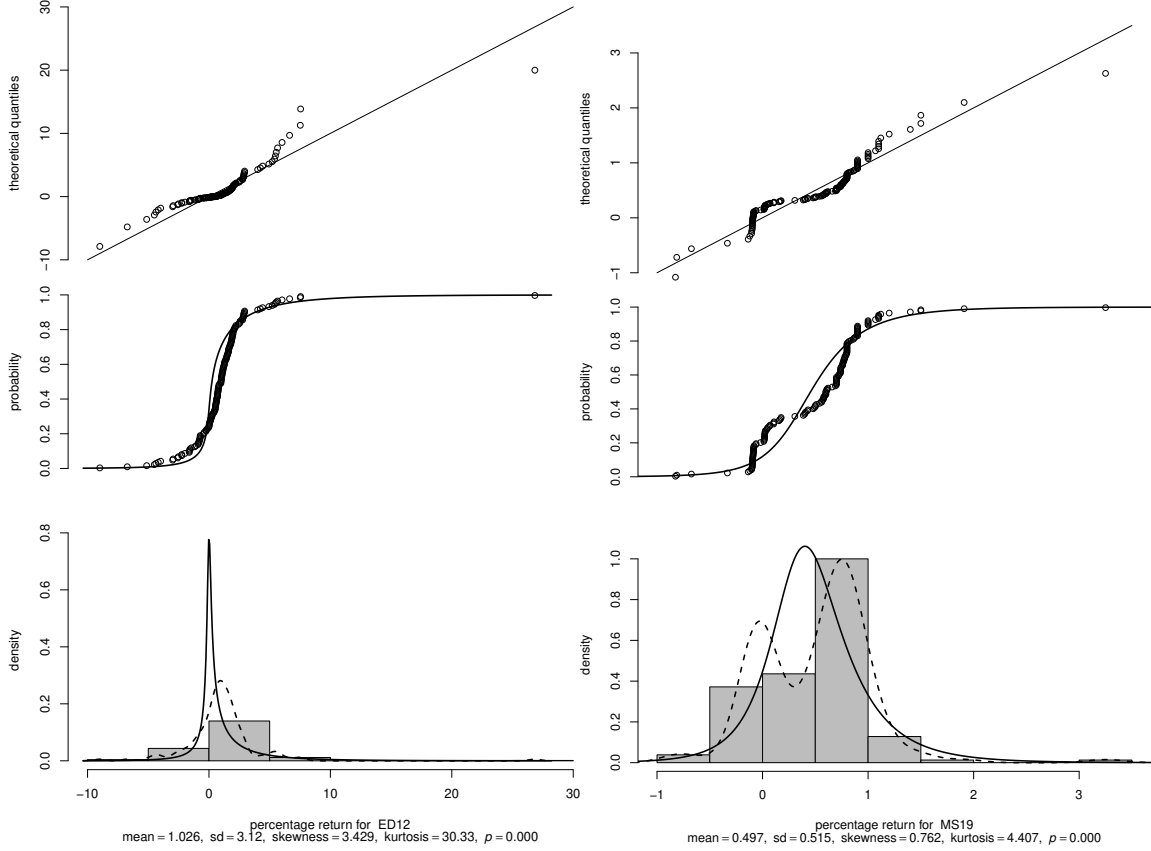 theoretical quantiles
−10 0 10 20 30
probability
0.0 0.2 0.4 0.6 0.8 1.0
density
0.0 0.2 0.4 0.6 0.8
−10 0 10 20 30
percentage return for ED12
mean = 1.026, sd = 3.12, skewness = 3.429, kurtosis = 30.33, p = 0.000
theoretical quantiles
−1 0 1 2 3
probability
0.0 0.2 0.4 0.6 0.8 1.0
density
0.0 0.2 0.4 0.6 0.8 1.0
−1 0 1 2 3
percentage return for MS19
mean = 0.497, sd = 0.515, skewness = 0.762, kurtosis = 4.407, p = 0.000